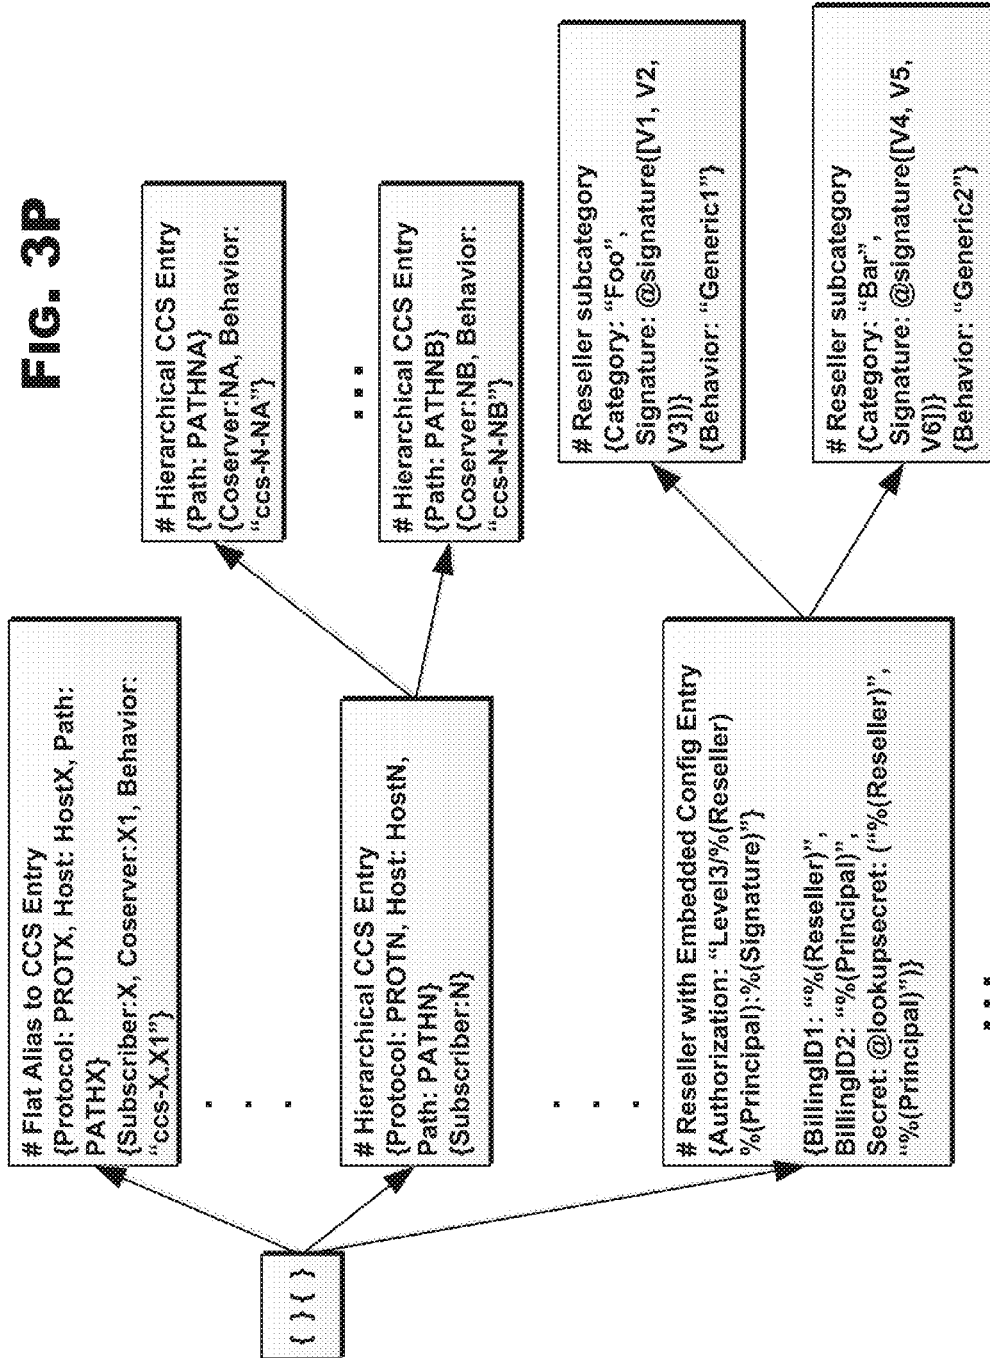 FIG. 3P
{ } { }
# Flat Alias to CCS Entry
{Protocol: PROTX, Host: HostX, Path:
PATHX}
{Subscriber:X, Coserver:X1, Behavior:
“ccs-X,X1”}
. . .
# Hierarchical CCS Entry
{Protocol: PROTN, Host: HostN,
Path: PATHN}
{Subscriber:N}
. . .
# Reseller with Embedded Config Entry
{Authorization: “Level3/%(Reseller)
%(Principal):%(Signature)”}
{BillingID1: “%(Reseller)”,
BillingID2: “%(Principal)”,
Secret: @lookupsecret: (“%(Reseller)”,
“%(Principal)”)}
...
# Hierarchical CCS Entry
{Path: PATHNA}
{Coserver:NA, Behavior:
“ccs-N-NA”}
...
# Hierarchical CCS Entry
{Path: PATHNB}
{Coserver:NB, Behavior:
“ccs-N-NB”}
# Reseller subcategory
{Category: “Foo”,
Signature: @signature([V1, V2,
V3])}
{Behavior: “Generic1”}
# Reseller subcategory
{Category: “Bar”,
Signature: @signature([V4, V5,
V6])}
{Behavior: “Generic2”}